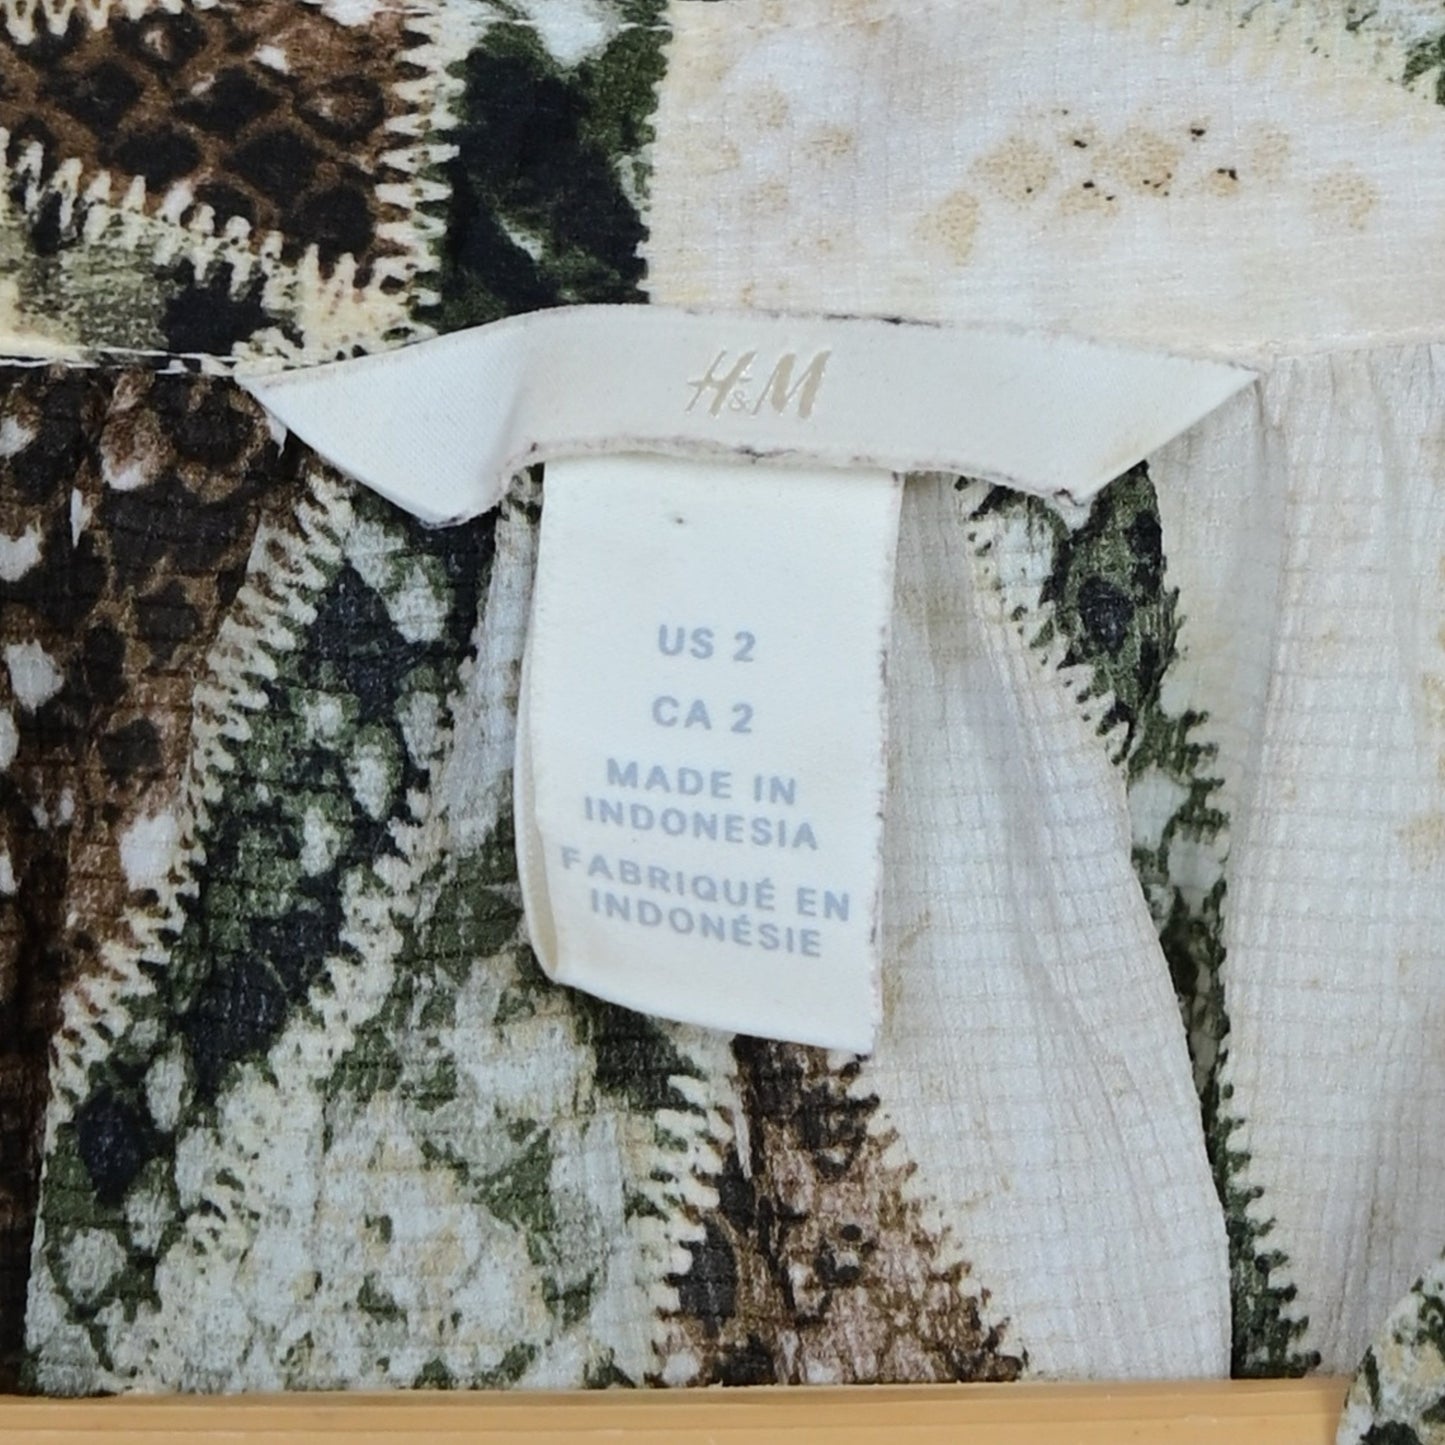 H&M
US 2
CA 2
MADE IN
INDONESIA
FABRIQUÉ EN
INDONÉSIE